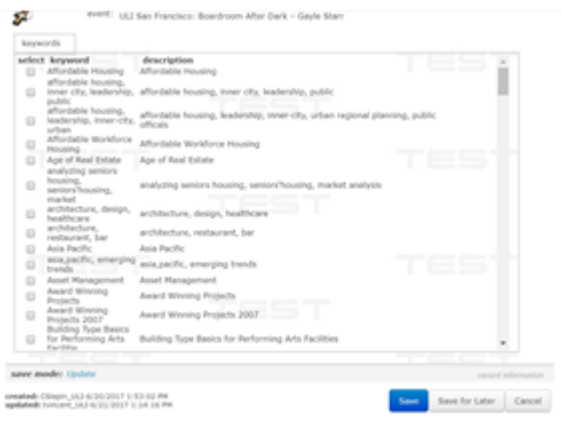 event: ULI San Francisco: Boardroom After Dark - Gayle Starr
keywords
select keyword description
Affordable Housing Affordable Housing
affordable housing,
inner city, leadership, affordable housing, inner city, leadership, public
public
affordable housing,
leadership, inner-city, affordable housing, leadership, inner-city, urban regional planning, public
urban officals
Affordable Workforce Affordable Workforce Housing
Housing
Age of Real Estate Age of Real Estate
analyzing seniors
housing,
seniors'housing, analyzing seniors housing, seniors'housing, market analysis
market
architecture, design, architecture, design, healthcare
healthcare
architecture, architecture, restaurant, bar
restaurant, bar
Asia Pacific Asia Pacific
asia,pacific, emerging asia,pacific, emerging trends
trends
Asset Management Asset Management
Award Winning Award Winning Projects
Projects
Award Winning Award Winning Projects 2007
Projects 2007
Building Type Basics
for Performing Arts Building Type Basics for Performing Arts Facilities
Facilitie
TEST
save mode: Update
record information
created: 6/20/2017 1:53:02 PM
updated: tvincent_ULI 6/21/2017 1:14:16 PM
Save Save for Later Cancel